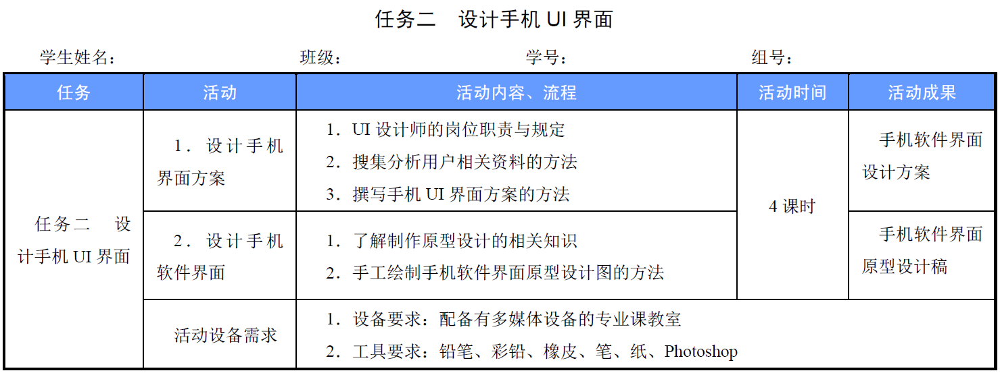 任务二 设计手机 UI 界面
学生姓名： 班级： 学号： 组号：
任务 活动 活动内容、流程 活动时间 活动成果
任务二 设
计手机 UI 界面
1．设计手机
界面方案
1．UI 设计师的岗位职责与规定
2．搜集分析用户相关资料的方法
3．撰写手机 UI 界面方案的方法
4 课时
手机软件界面
设计方案
2．设计手机
软件界面
1．了解制作原型设计的相关知识
2．手工绘制手机软件界面原型设计图的方法
手机软件界面
原型设计稿
活动设备需求
1．设备要求：配备有多媒体设备的专业课教室
2．工具要求：铅笔、彩铅、橡皮、笔、纸、Photoshop